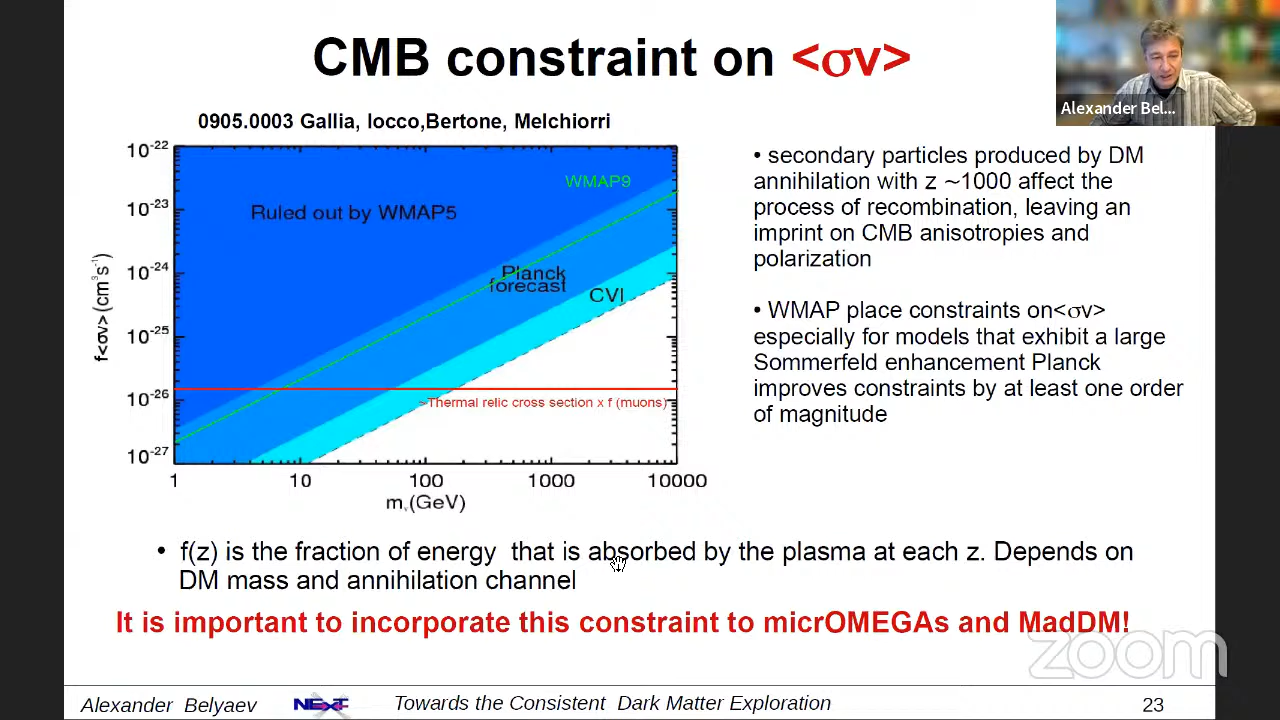 CMB constraint on <σv>
Alexander Bel...
0905.0003 Gallia, Iocco,Bertone, Melchiorri
10-22
10-23
10-24
10-25
10-26
10-27
f<σv> (cm3s-1)
WMAP9
Ruled out by WMAP5
Planck
forecast
CVI
>Thermal relic cross section x f (muons)
1
10
100
1000
10000
(GeV)
• secondary particles produced by DM
annihilation with z ~1000 affect the
process of recombination, leaving an
imprint on CMB anisotropies and
polarization
• WMAP place constraints on<σv>
especially for models that exhibit a large
Sommerfeld enhancement Planck
improves constraints by at least one order
of magnitude
• f(z) is the fraction of energy that is absorbed by the plasma at each z. Depends on
DM mass and annihilation channel
It is important to incorporate this constraint to micrOMEGAs and MadDM!
zoom
Alexander Belyaev
NEXT
Towards the Consistent Dark Matter Exploration
23